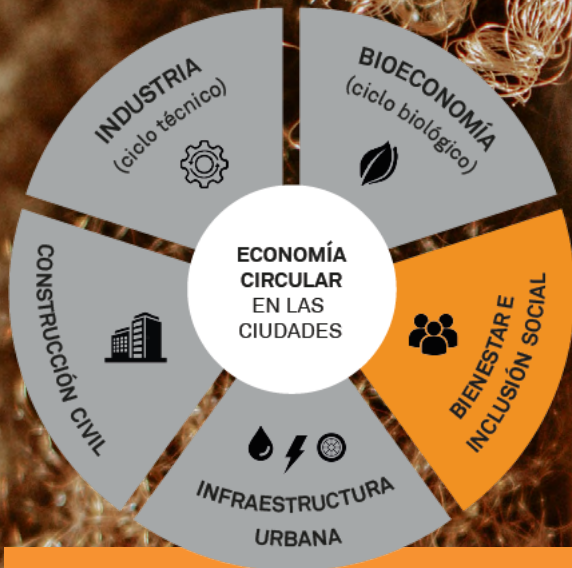 INDUSTRIA
(ciclo técnico)
BIOECONOMÍA
(ciclo biológico)
ECONOMÍA
CIRCULAR
EN LAS
CIUDADES
CONSTRUCCIÓN CIVIL
BIENESTAR E
INCLUSIÓN SOCIAL
INFRAESTRUCTURA
URBANA